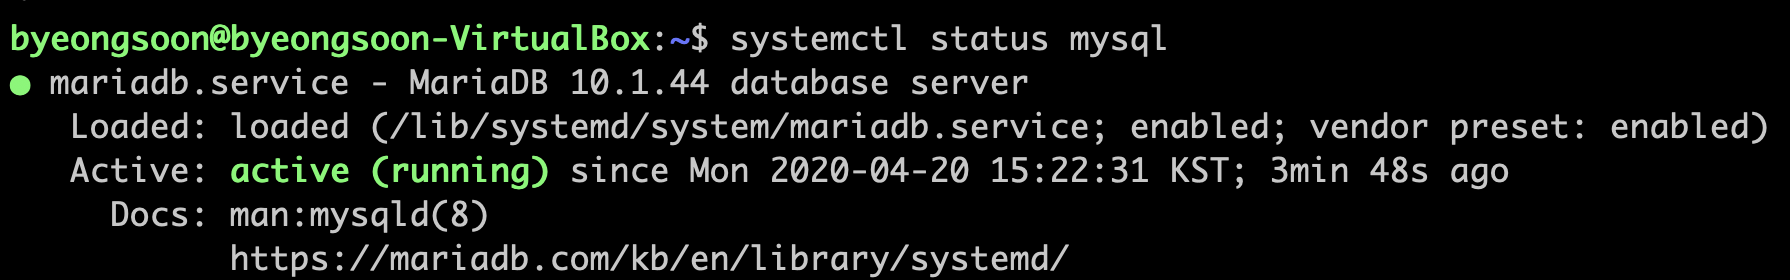 byeongsoon@byeongsoon-VirtualBox:~$ systemctl status mysql
● mariadb.service - MariaDB 10.1.44 database server
   Loaded: loaded (/lib/systemd/system/mariadb.service; enabled; vendor preset: enabled)
   Active: active (running) since Mon 2020-04-20 15:22:31 KST; 3min 48s ago
     Docs: man:mysqld(8)
           https://mariadb.com/kb/en/library/systemd/